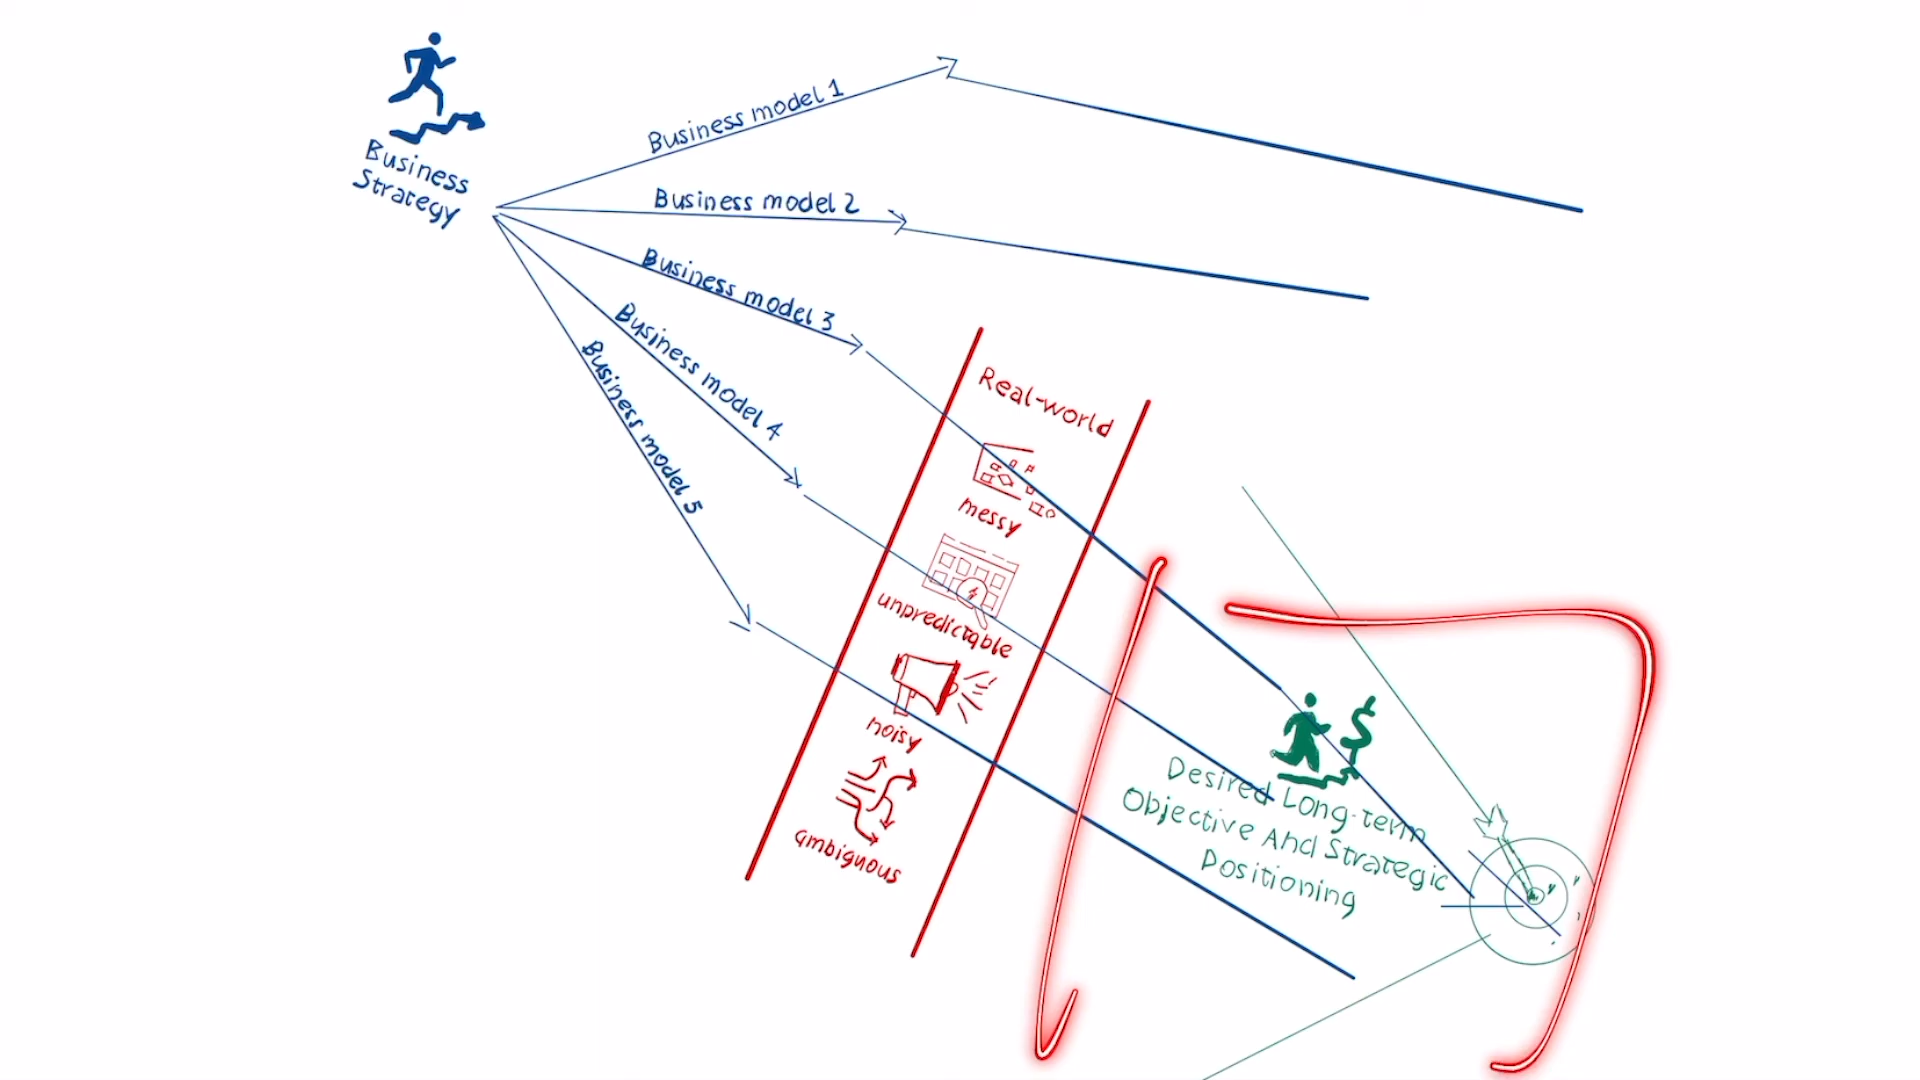 Business
Strategy
Business model 1
Business model 2
Business model 3
Business model 4
Business model 5
Real-world
messy
unpredictable
noisy
ambiguous
$
Desired Long-term
Objective And Strategic
Positioning